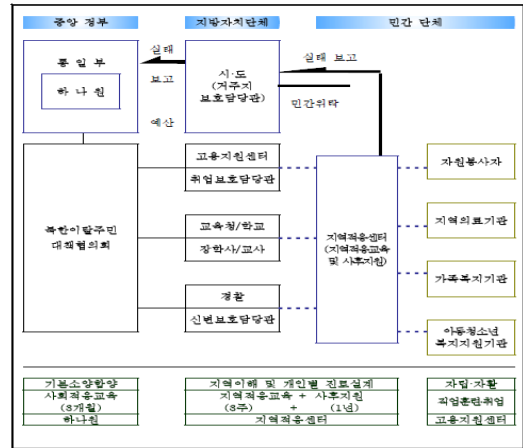 중앙 정부
지방자치단체
민간 단체
통일부
하나원
실태
보고
예산
시·도
(거주지
보호담당관)
실태 보고
민간위탁
북한이탈주민
대책협의회
고용지원센터
취업보호담당관
교육청/학교
장학사/교사
경찰
신변보호담당관
지역적응센터
(지역적응교육
및 사후지원)
자원봉사자
지역의료기관
가족복지기관
아동청소년
복지지원기관
기본소양함양
사회적응교육
(3개월)
하나원
지역이해 및 개인별 진로설계
지역적응교육 + 사후지원
(3주) + (1년)
지역적응센터
자립·자활
직업훈련·취업
고용지원센터